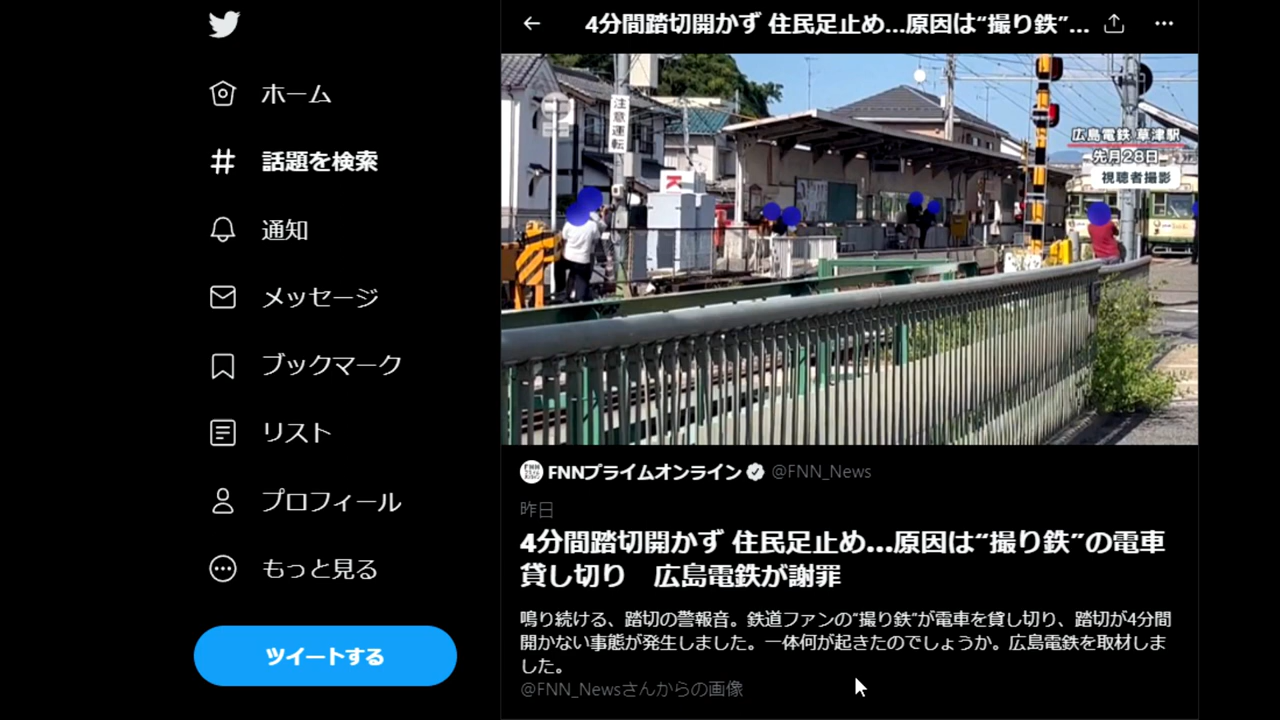 ホーム
話題を検索
通知
メッセージ
ブックマーク
リスト
プロフィール
もっと見る
ツイートする
4分間踏切開かず 住民足止め...原因は“撮り鉄”...
注意運転
広島電鉄 草津駅
先月28日
視聴者撮影
FNNプライムオンライン @FNN_News
昨日
4分間踏切開かず 住民足止め...原因は“撮り鉄”の電車
貸し切り 広島電鉄が謝罪
鳴り続ける、踏切の警報音。鉄道ファンの“撮り鉄”が電車を貸し切り、踏切が4分間
開かない事態が発生しました。一体何が起きたのでしょうか。広島電鉄を取材しま
した。
@FNN_Newsさんからの画像